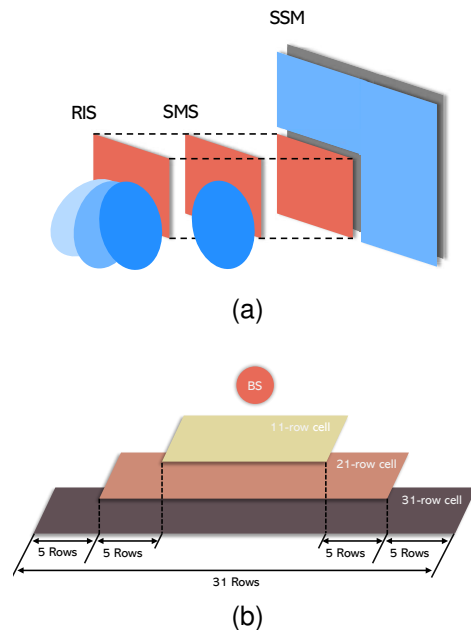 SSM
RIS
SMS
(a)
BS
11-row cell
21-row cell
31-row cell
5 Rows
5 Rows
5 Rows
5 Rows
31 Rows
(b)